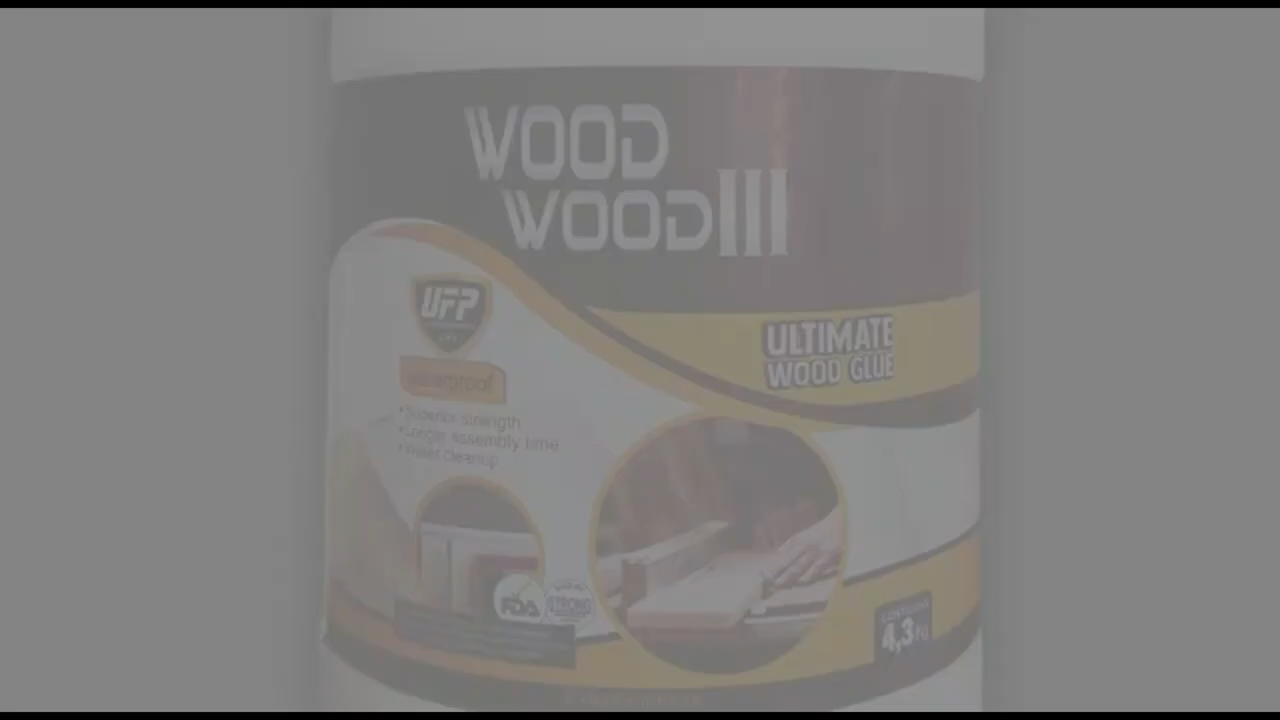 WOOD
WOOD III
ULTIMATE
WOOD GLUE
UFP
waterproof
•Superior strength
•Longer assembly time
•Water cleanup
FDA
STRONG
4,3